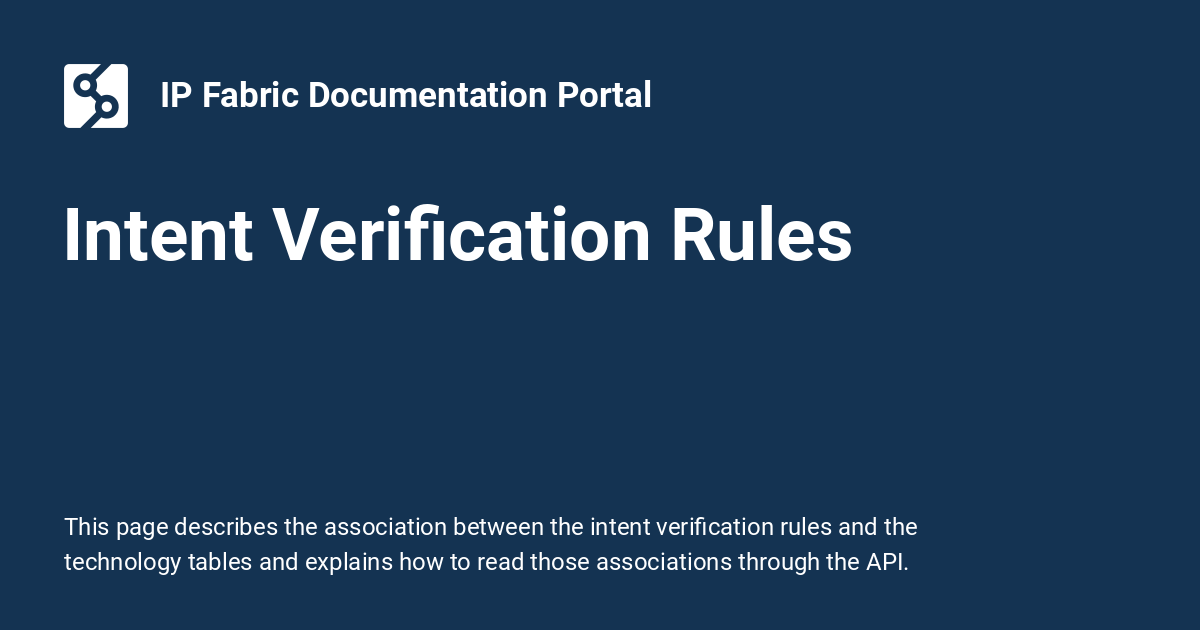 IP Fabric Documentation Portal
Intent Verification Rules
This page describes the association between the intent verification rules and the
technology tables and explains how to read those associations through the API.